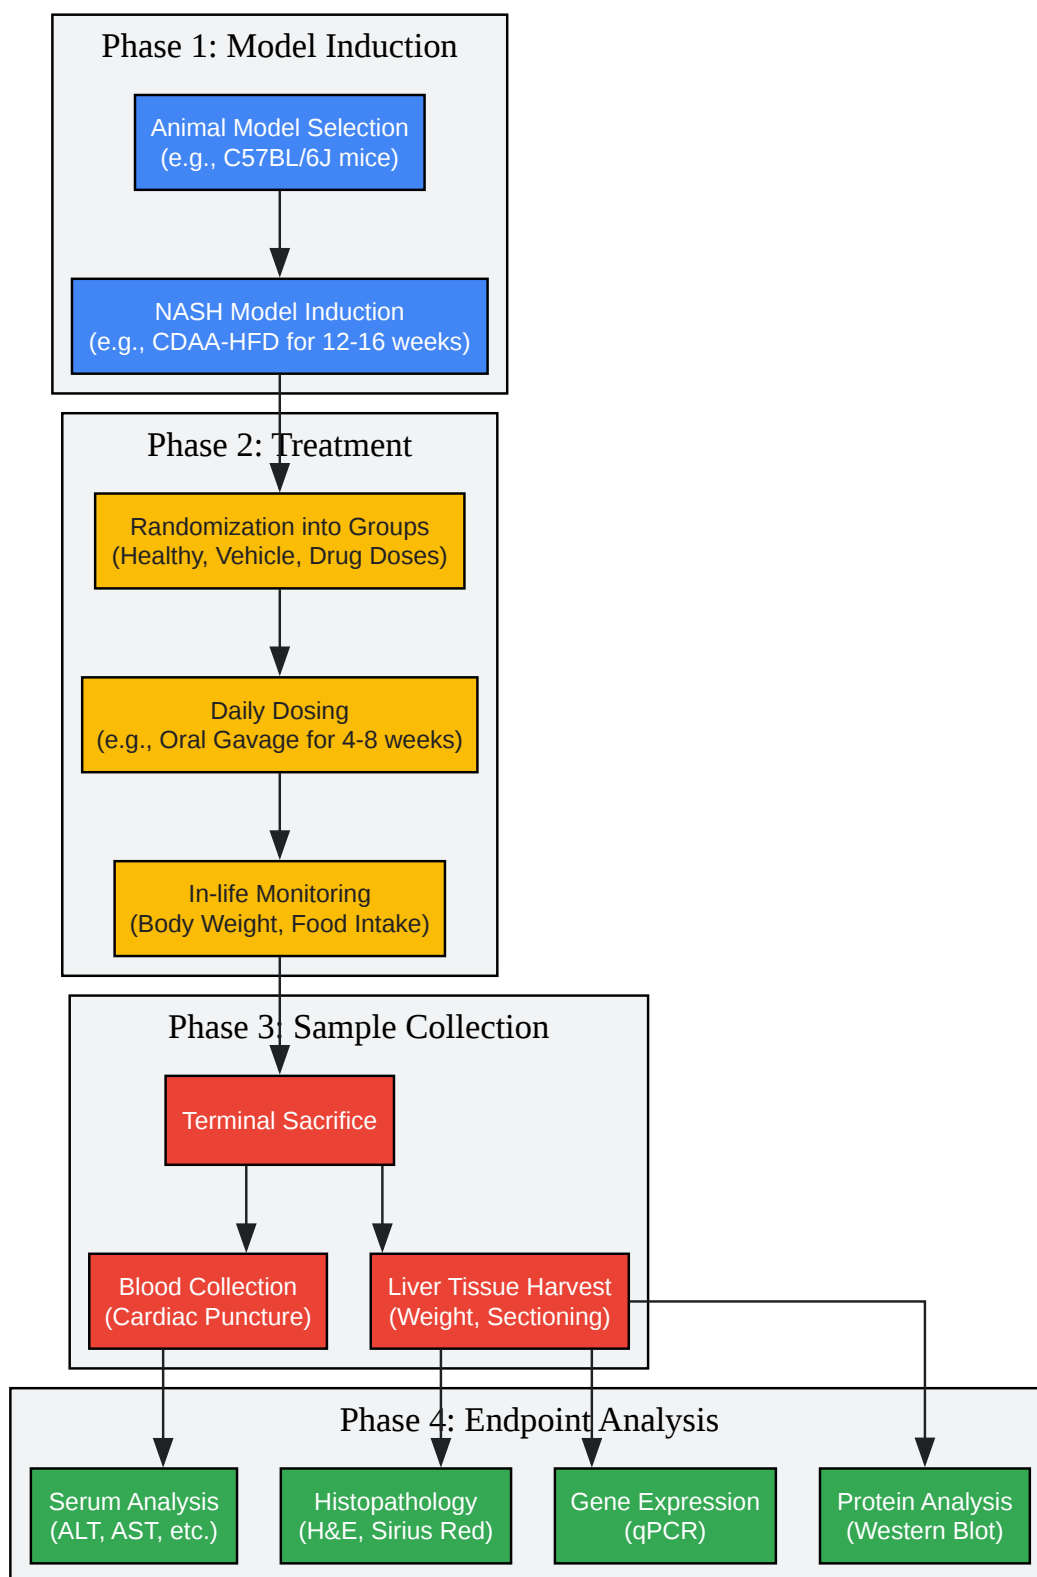 Phase 1: Model Induction
Animal Model Selection
(e.g., C57BL/6J mice)
NASH Model Induction
(e.g., CDAA-HFD for 12-16 weeks)
Phase 2: Treatment
Randomization into Groups
(Healthy, Vehicle, Drug Doses)
Daily Dosing
(e.g., Oral Gavage for 4-8 weeks)
In-life Monitoring
(Body Weight, Food Intake)
Phase 3: Sample Collection
Terminal Sacrifice
Blood Collection
(Cardiac Puncture)
Liver Tissue Harvest
(Weight, Sectioning)
Phase 4: Endpoint Analysis
Serum Analysis
(ALT, AST, etc.)
Histopathology
(H&E, Sirius Red)
Gene Expression
(qPCR)
Protein Analysis
(Western Blot)